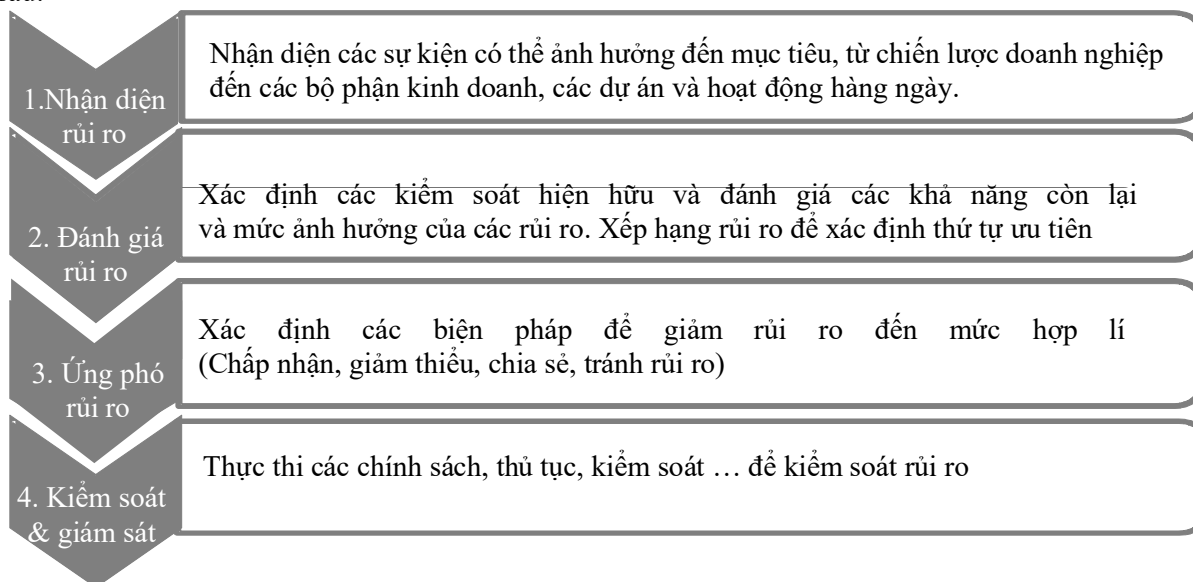 1.Nhận diện
rủi ro
Nhận diện các sự kiện có thể ảnh hưởng đến mục tiêu, từ chiến lược doanh nghiệp
đến các bộ phận kinh doanh, các dự án và hoạt động hàng ngày.
2. Đánh giá
rủi ro
Xác định các kiểm soát hiện hữu và đánh giá các khả năng còn lại
và mức ảnh hưởng của các rủi ro. Xếp hạng rủi ro để xác định thứ tự ưu tiên
3. Ứng phó
rủi ro
Xác định các biện pháp để giảm rủi ro đến mức hợp lí
(Chấp nhận, giảm thiểu, chia sẻ, tránh rủi ro)
4. Kiểm soát
& giám sát
Thực thi các chính sách, thủ tục, kiểm soát … để kiểm soát rủi ro